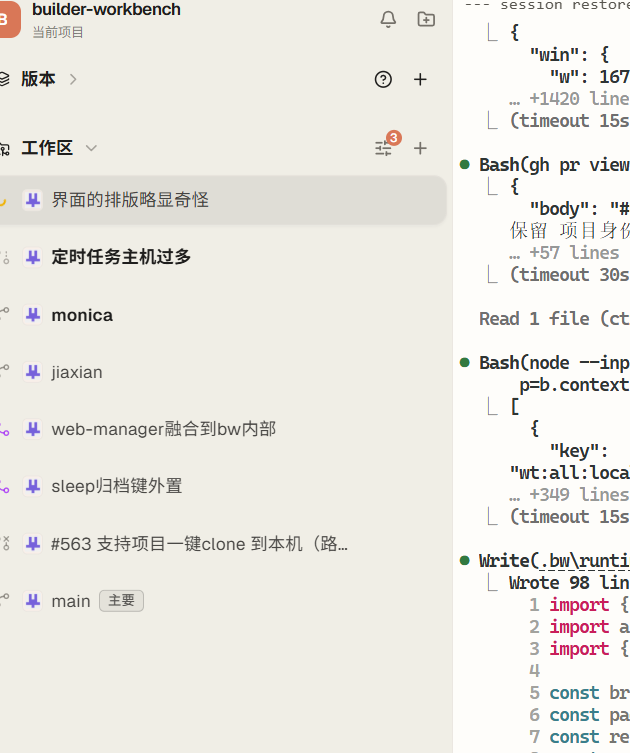 B
builder-workbench
当前项目
版本
工作区
3
界面的排版略显奇怪
定时任务主机过多
monica
jiaxian
web-manager融合到bw内部
sleep归档键外置
#563 支持项目一键clone 到本机（路...
main 主要
--- session restore
{
"win": {
"w": 167
… +1420 line
(timeout 15s
Bash(gh pr view
{
"body": "#
保留 项目身份
… +57 lines
(timeout 30s
Read 1 file (ct
Bash(node --inp
p=b.context
[
{
"key":
"wt:all:loca
… +349 lines
(timeout 15s
Write(.bw\runti
Wrote 98 lin
1 import {
2 import a
3 import {
4
5 const br
6 const pa
7 const re